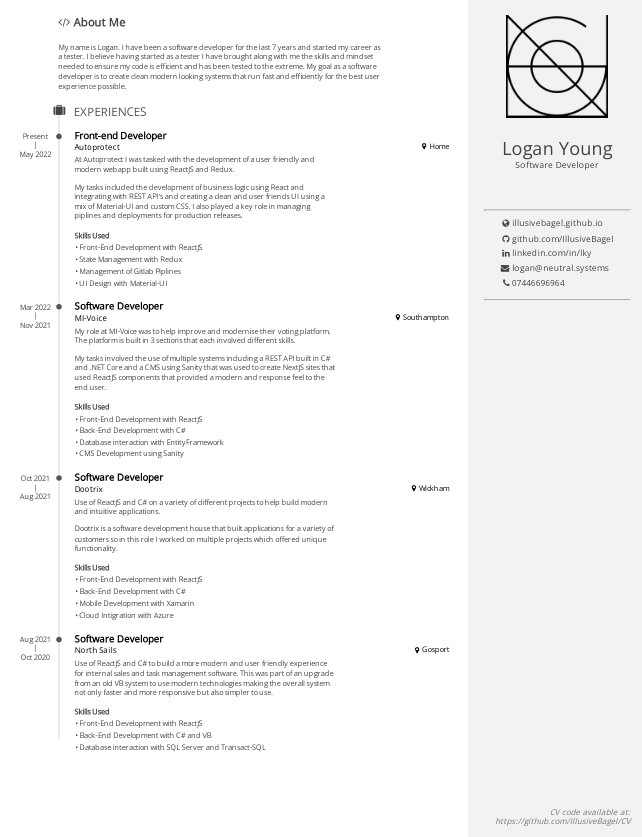 </> About Me
My name is Logan. I have been a software developer for the last 7 years and started my career as
a tester. I believe having started as a tester I have brought along with me the skills and mindset
needed to ensure my code is efficient and has been tested to the extreme. My goal as a software
developer is to create clean modern looking systems that run fast and efficiently for the best user
experience possible.
EXPERIENCES
Present
|
May 2022
Front-end Developer
Autoprotect
Home
At Autoprotect I was tasked with the development of a user friendly and
modern webapp built using ReactJS and Redux.
My tasks included the development of business logic using React and
integrating with REST API's and creating a clean and user friends UI using a
mix of Material-UI and custom CSS. I also played a key role in managing
piplines and deployments for production releases.
Skills Used
• Front-End Development with ReactJS
• State Management with Redux
• Management of Gitlab Piplines
• UI Design with Material-UI
Mar 2022
|
Nov 2021
Software Developer
MI-Voice
Southampton
My role at MI-Voice was to help improve and modernise their voting platform.
The platform is built in 3 sections that each involved different skills.
My tasks involved the use of multiple systems including a REST API built in C#
and .NET Core and a CMS using Sanity that was used to create NextJS sites that
used ReactJS components that provided a modern and response feel to the
end user.
Skills Used
• Front-End Development with ReactJS
• Back-End Development with C#
• Database interaction with EntityFramework
• CMS Development using Sanity
Oct 2021
|
Aug 2021
Software Developer
Dootrix
Wickham
Use of ReactJS and C# on a variety of different projects to help build modern
and intuitive applications.
Dootrix is a software development house that built applications for a variety of
customers so in this role I worked on multiple projects which offered unique
functionality.
Skills Used
• Front-End Development with ReactJS
• Back-End Development with C#
• Mobile Development with Xamarin
• Cloud Intigration with Azure
Aug 2021
|
Oct 2020
Software Developer
North Sails
Gosport
Use of ReactJS and C# to build a more modern and user friendly experience
for internal sales and task management software. This was part of an upgrade
from an old VB system to use modern technologies making the overall system
not only faster and more responsive but also simpler to use.
Skills Used
• Front-End Development with ReactJS
• Back-End Development with C# and VB
• Database interaction with SQL Server and Transact-SQL
Logan Young
Software Developer
illusivebagel.github.io
github.com/IllusiveBagel
linkedin.com/in/lky
logan@neutral.systems
07446696964
CV code available at:
https://github.com/IllusiveBagel/CV